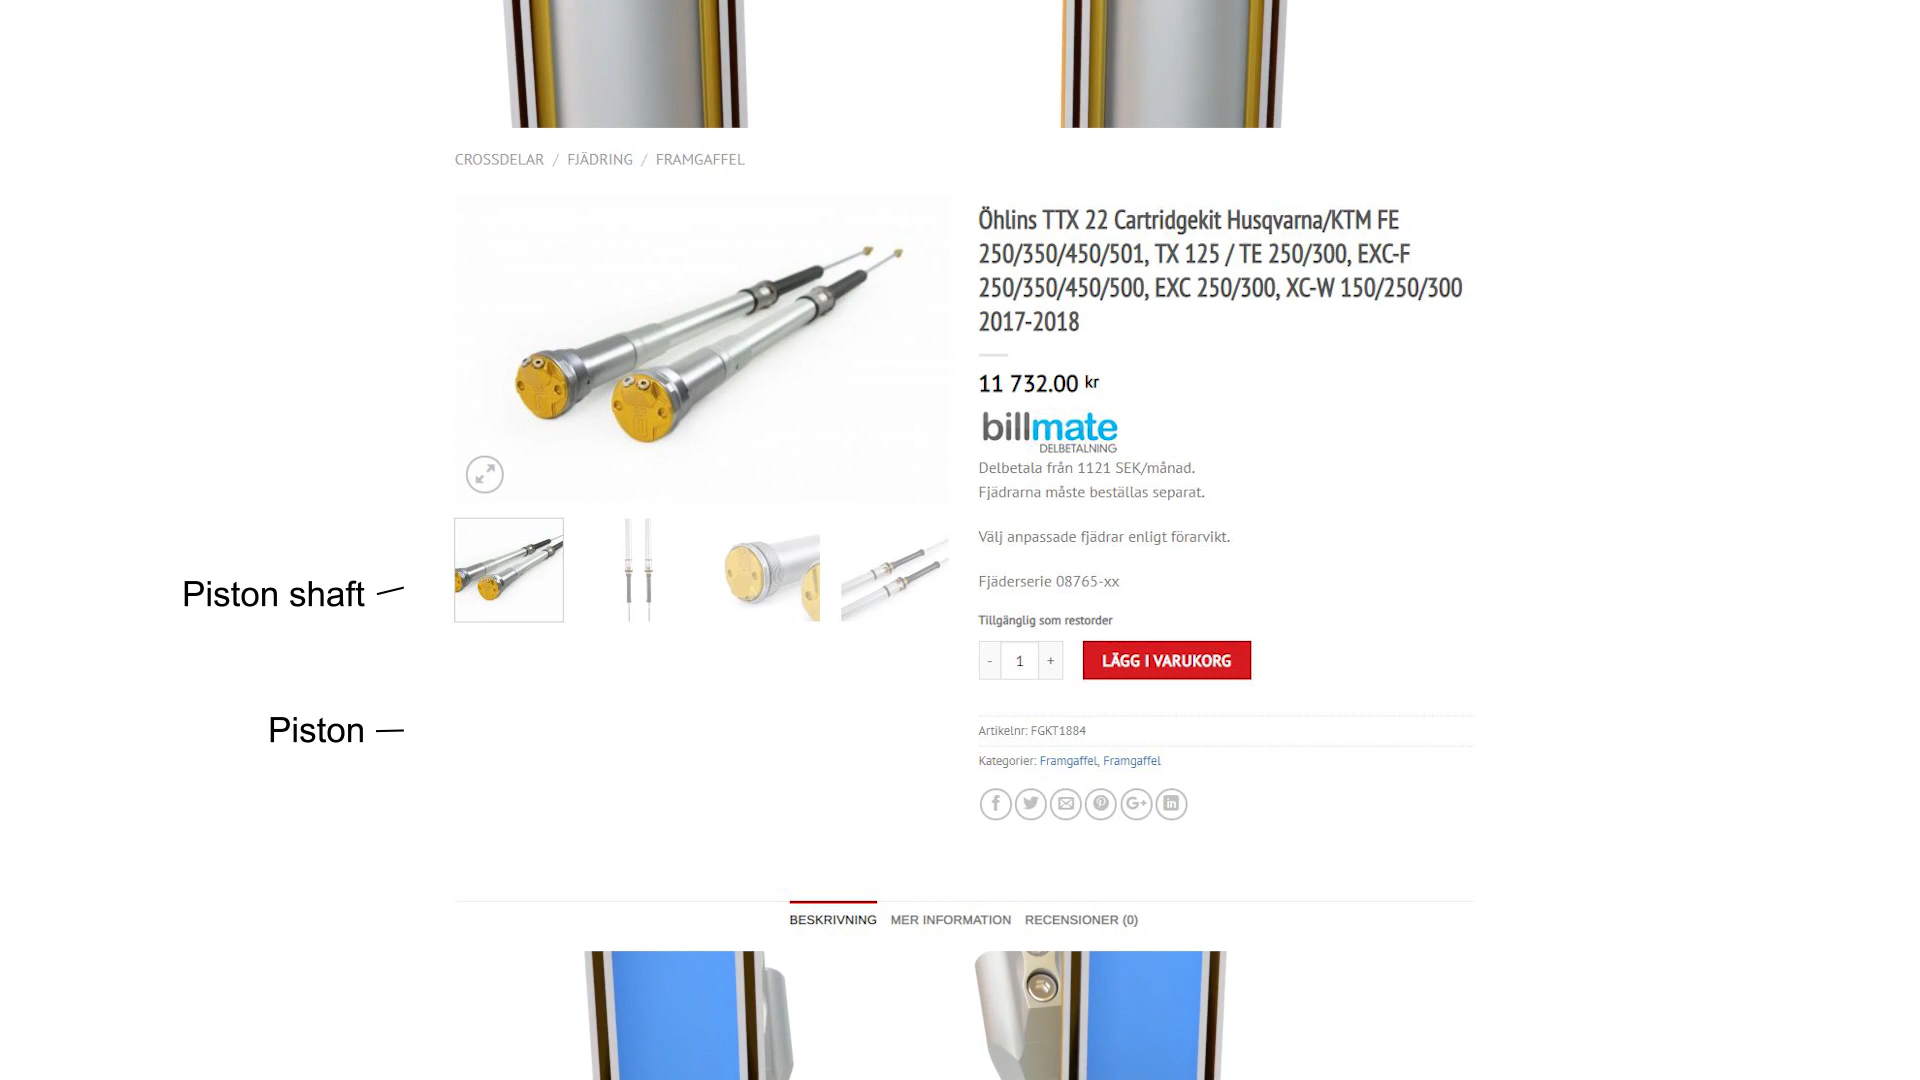 CROSSDELAR / FJÄDRING / FRAMGAFFEL
Öhlins TTX 22 Cartridgekit Husqvarna/KTM FE
250/350/450/501, TX 125 / TE 250/300, EXC-F
250/350/450/500, EXC 250/300, XC-W 150/250/300
2017-2018
11 732.00 kr
billmate
DELBETALNING
Delbetala från 1121 SEK/månad.
Fjädrarna måste beställas separat.
Välj anpassade fjädrar enligt förarvikt.
Fjäderserie 08765-xx
Piston shaft
Tillgänglig som restorder
- 1 +
LÄGG I VARUKORG
Piston
Artikelnr: FGKT1884
Kategorier: Framgaffel, Framgaffel
BESKRIVNING MER INFORMATION RECENSIONER (0)